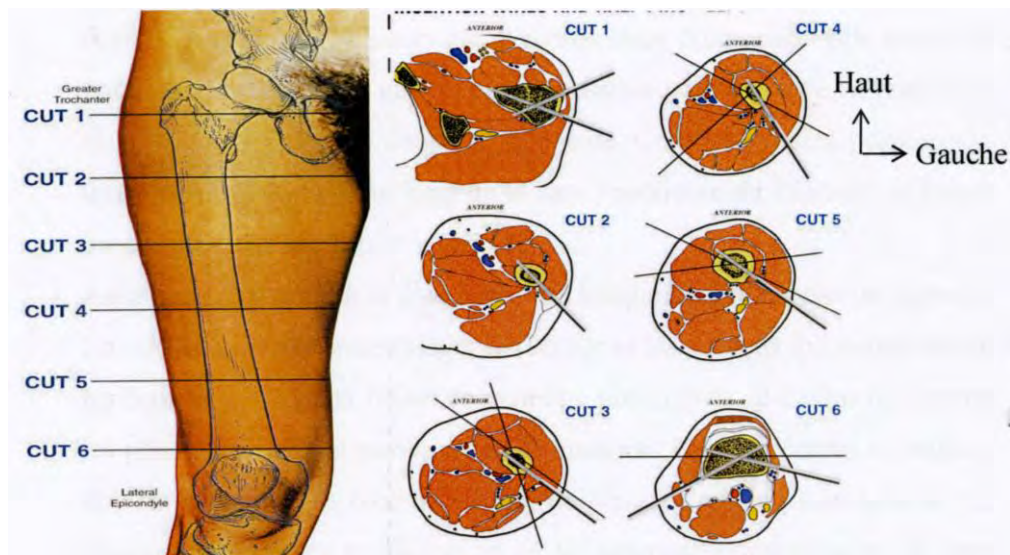 Greater
Trochanter
CUT 1
CUT 2
CUT 3
CUT 4
CUT 5
CUT 6
Lateral
Epicondyle
ANTERIOR
CUT 1
ANTERIOR
CUT 4
Haut
Gauche
ANTERIOR
CUT 2
ANTERIOR
CUT 5
ANTERIOR
CUT 3
ANTERIOR
CUT 6